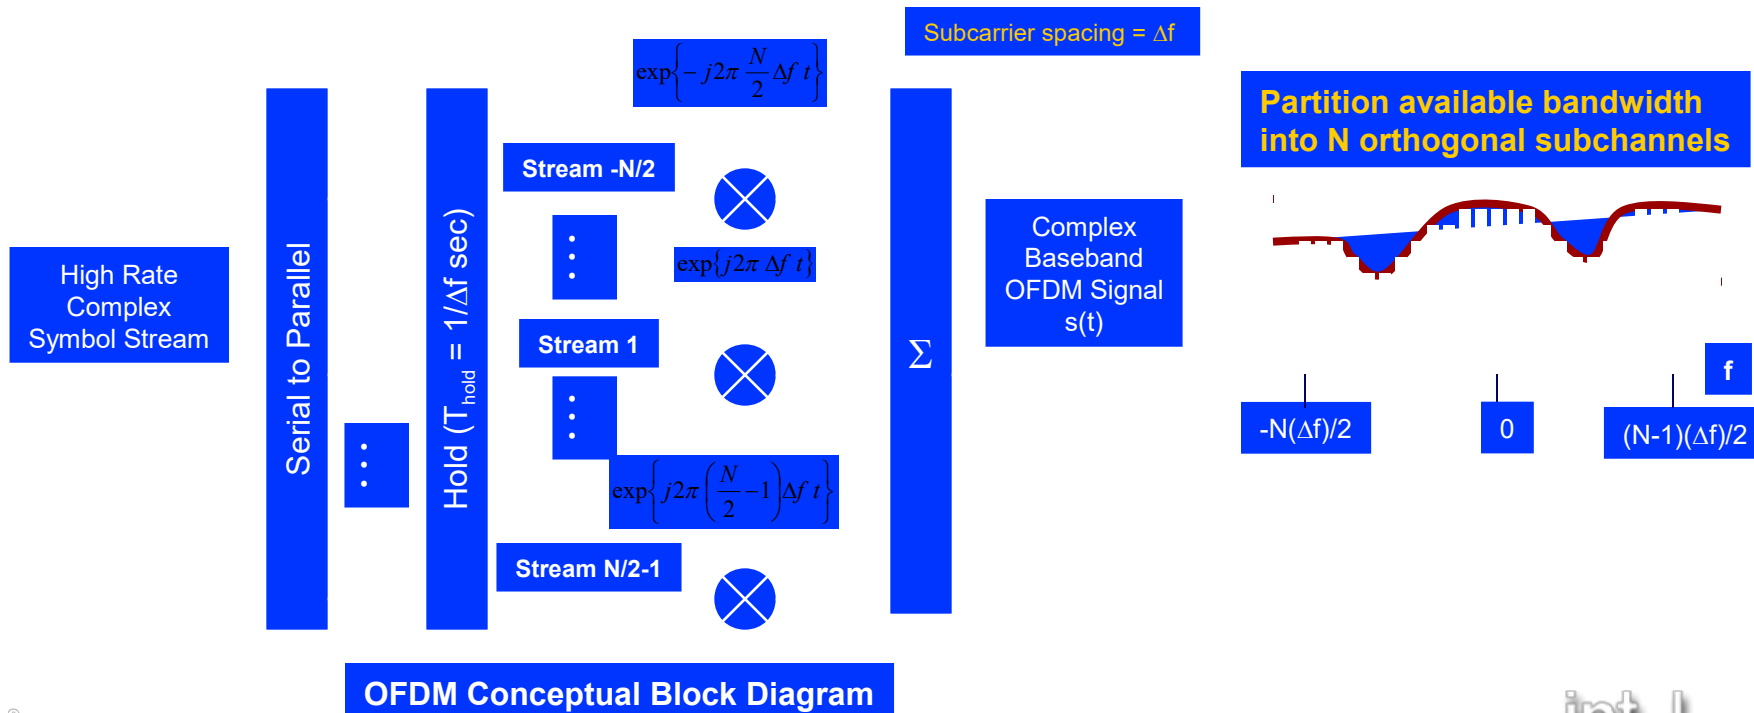 Subcarrier spacing = Δf
exp{− j2π N/2 Δf t}
Partition available bandwidth
into N orthogonal subchannels
Stream -N/2
High Rate
Complex
Symbol Stream
Serial to Parallel
Hold (T_hold = 1/Δf sec)
exp{j2π Δf t}
Stream 1
exp{j2π (N/2 −1)Δf t}
Stream N/2-1
Σ
Complex
Baseband
OFDM Signal
s(t)
f
-N(Δf)/2
0
(N-1)(Δf)/2
OFDM Conceptual Block Diagram